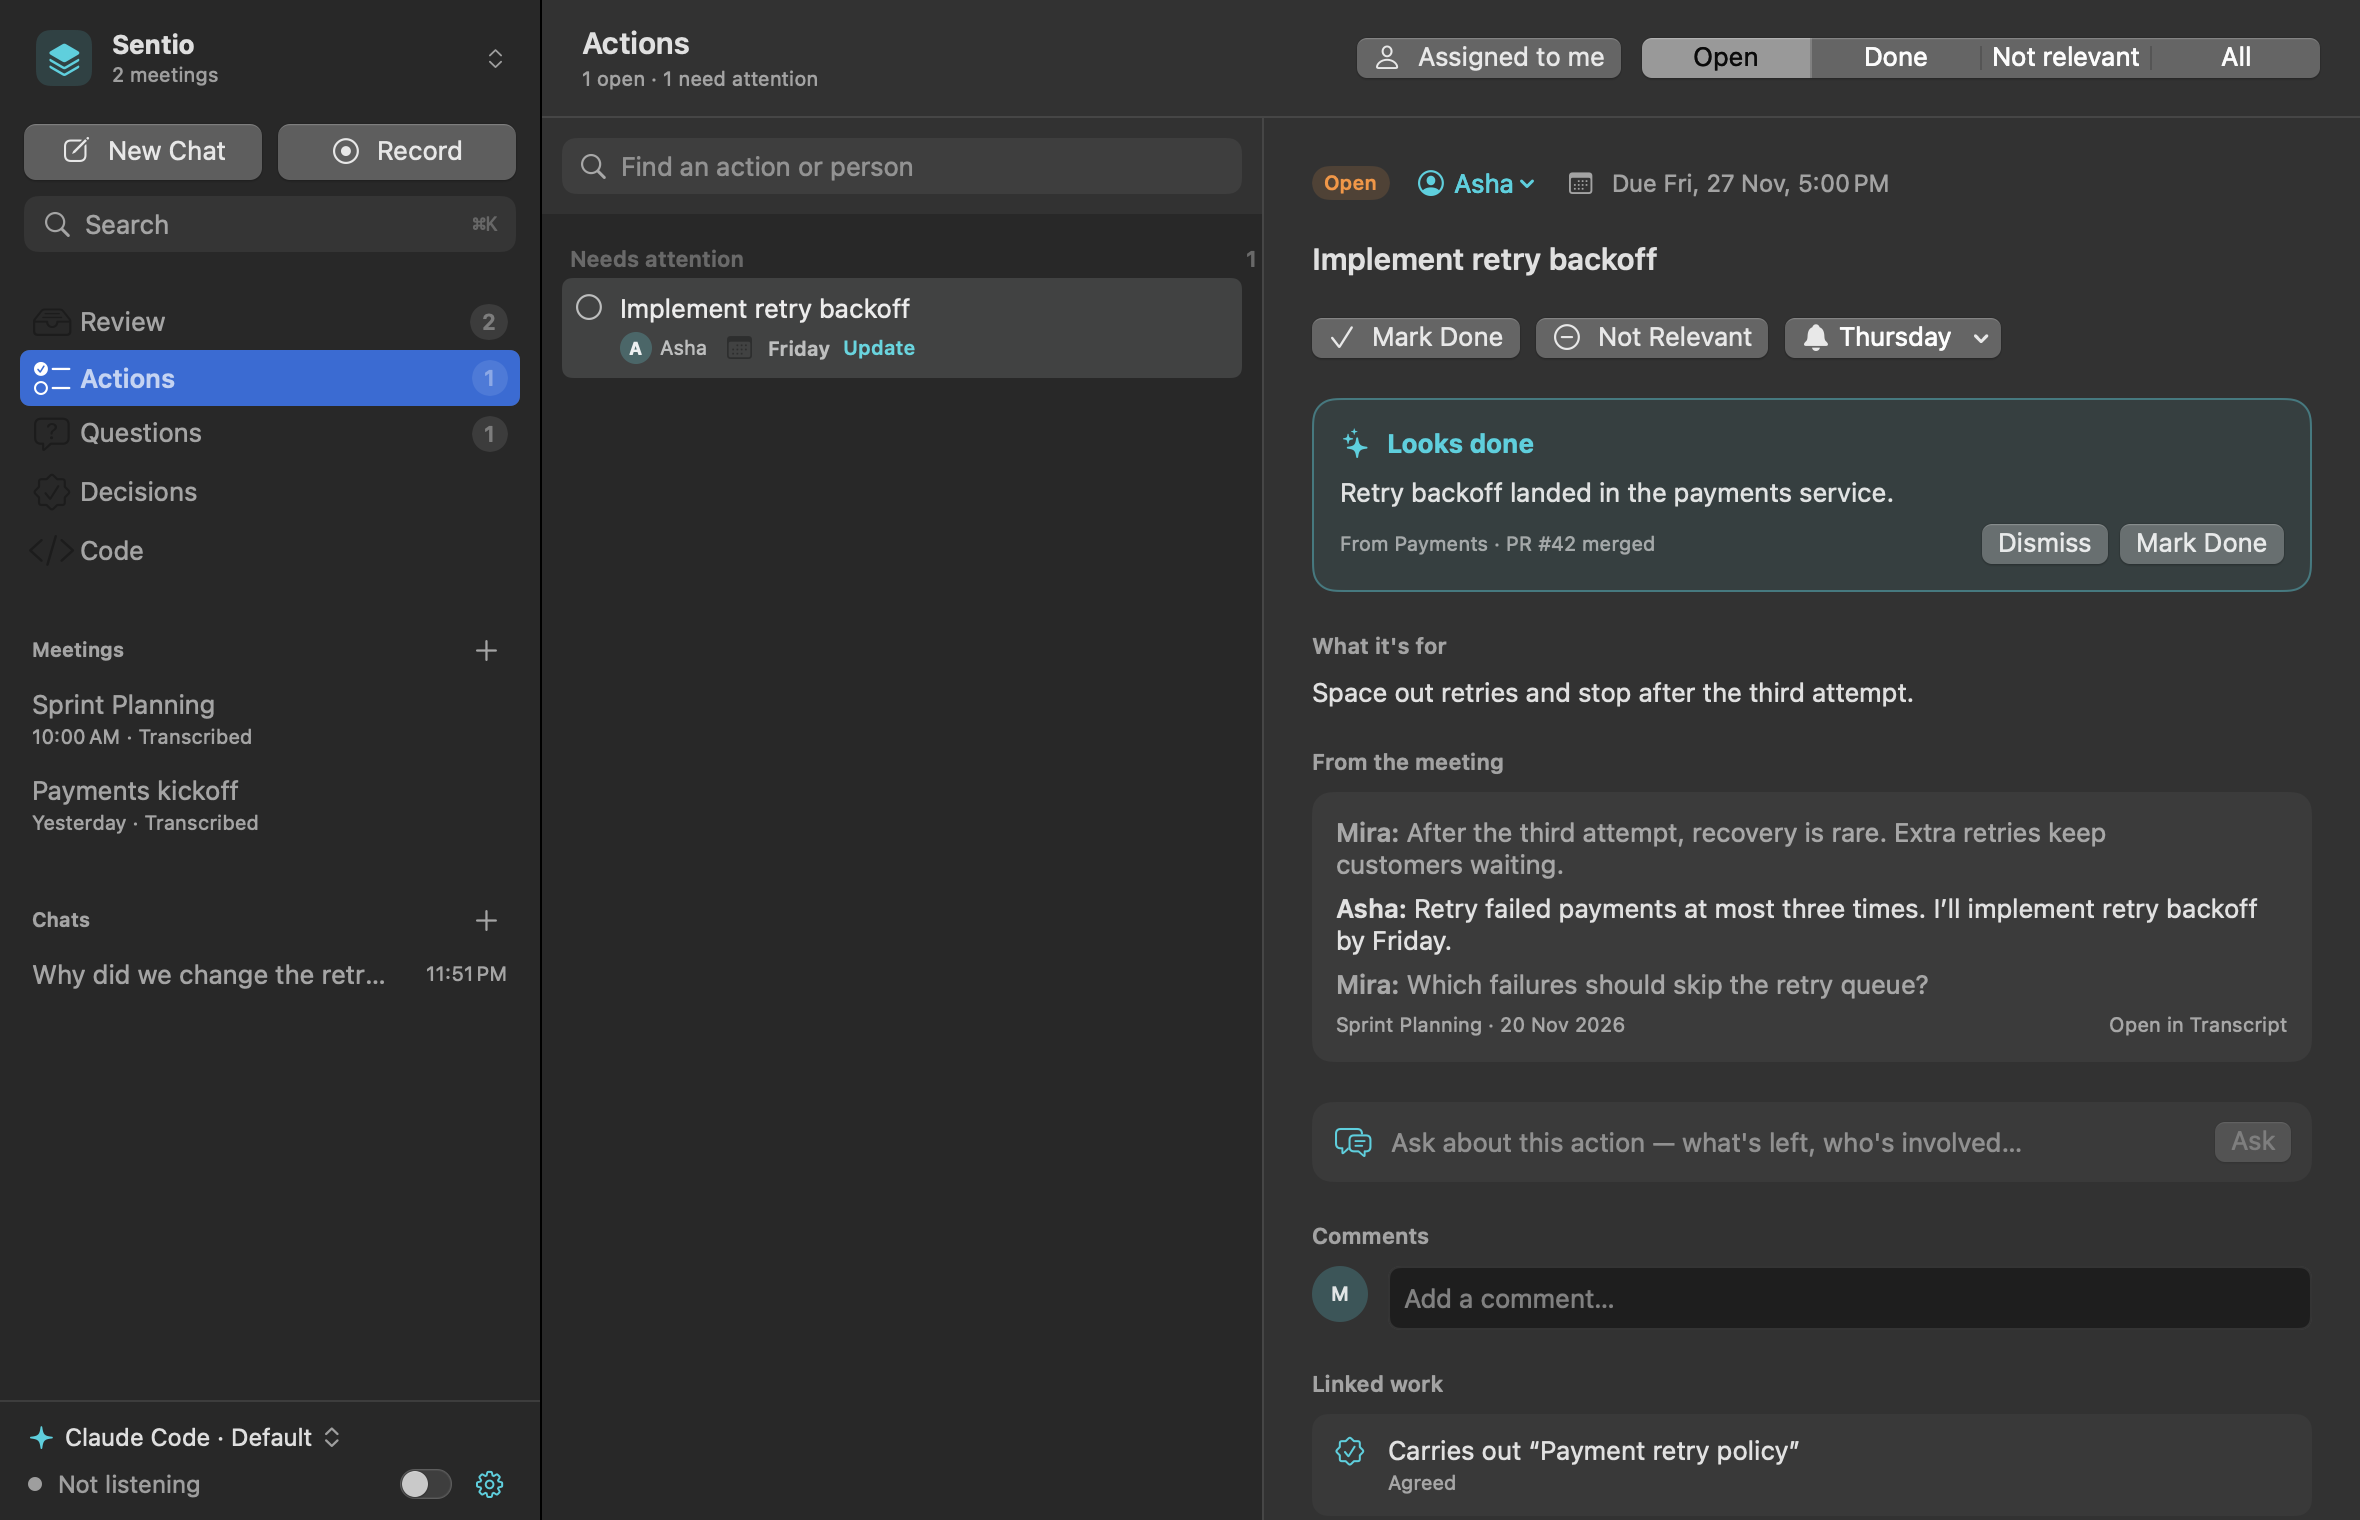 Sentio
2 meetings
New Chat
Record
Search
⌘K
Review
2
Actions
1
Questions
1
Decisions
Code
Meetings
Sprint Planning
10:00 AM · Transcribed
Payments kickoff
Yesterday · Transcribed
Chats
Why did we change the retr...
11:51 PM
Claude Code · Default
Not listening
Actions
1 open · 1 need attention
Assigned to me
Open
Done
Not relevant
All
Find an action or person
Needs attention
1
Implement retry backoff
A Asha Friday Update
Open Asha Due Fri, 27 Nov, 5:00 PM
Implement retry backoff
Mark Done
Not Relevant
Thursday
Looks done
Retry backoff landed in the payments service.
From Payments · PR #42 merged
Dismiss
Mark Done
What it's for
Space out retries and stop after the third attempt.
From the meeting
Mira: After the third attempt, recovery is rare. Extra retries keep
customers waiting.
Asha: Retry failed payments at most three times. I’ll implement retry backoff
by Friday.
Mira: Which failures should skip the retry queue?
Sprint Planning · 20 Nov 2026
Open in Transcript
Ask about this action — what's left, who's involved...
Ask
Comments
M
Add a comment...
Linked work
Carries out “Payment retry policy”
Agreed